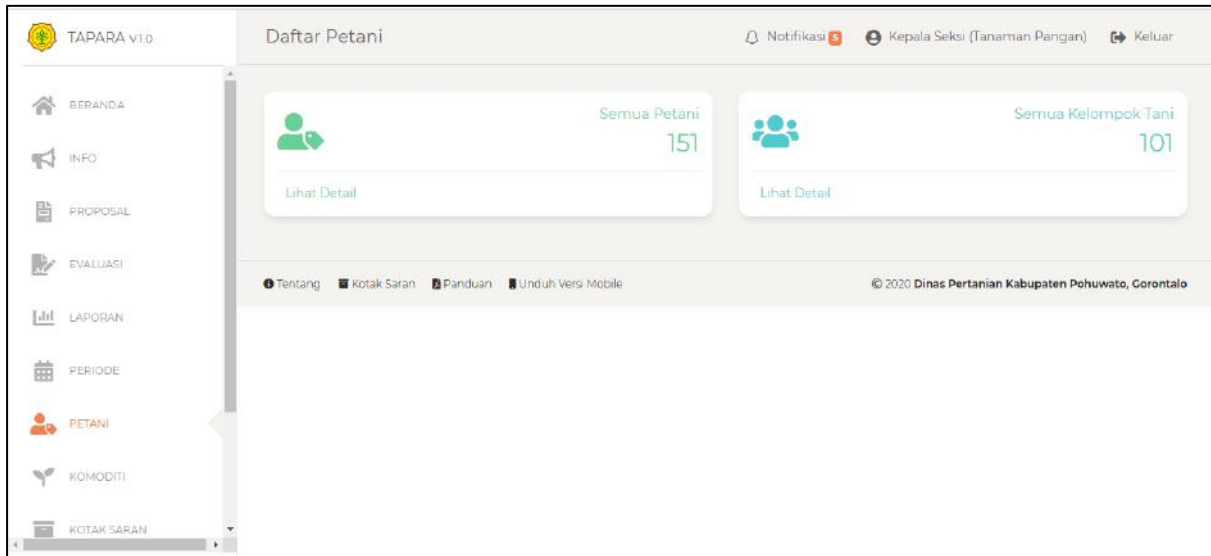 TAPARA V1.0
Daftar Petani
Notifikasi 5
Kepala Seksi (Tanaman Pangan)
Keluar
BERANDA
INFO
PROPOSAL
EVALUASI
LAPORAN
PERIODE
PETANI
KOMODITI
KOTAK SARAN
Semua Petani
151
Lihat Detail
Semua Kelompok Tani
101
Lihat Detail
Tentang Kotak Saran Panduan Unduh Versi Mobile
© 2020 Dinas Pertanian Kabupaten Pohuwato, Gorontalo